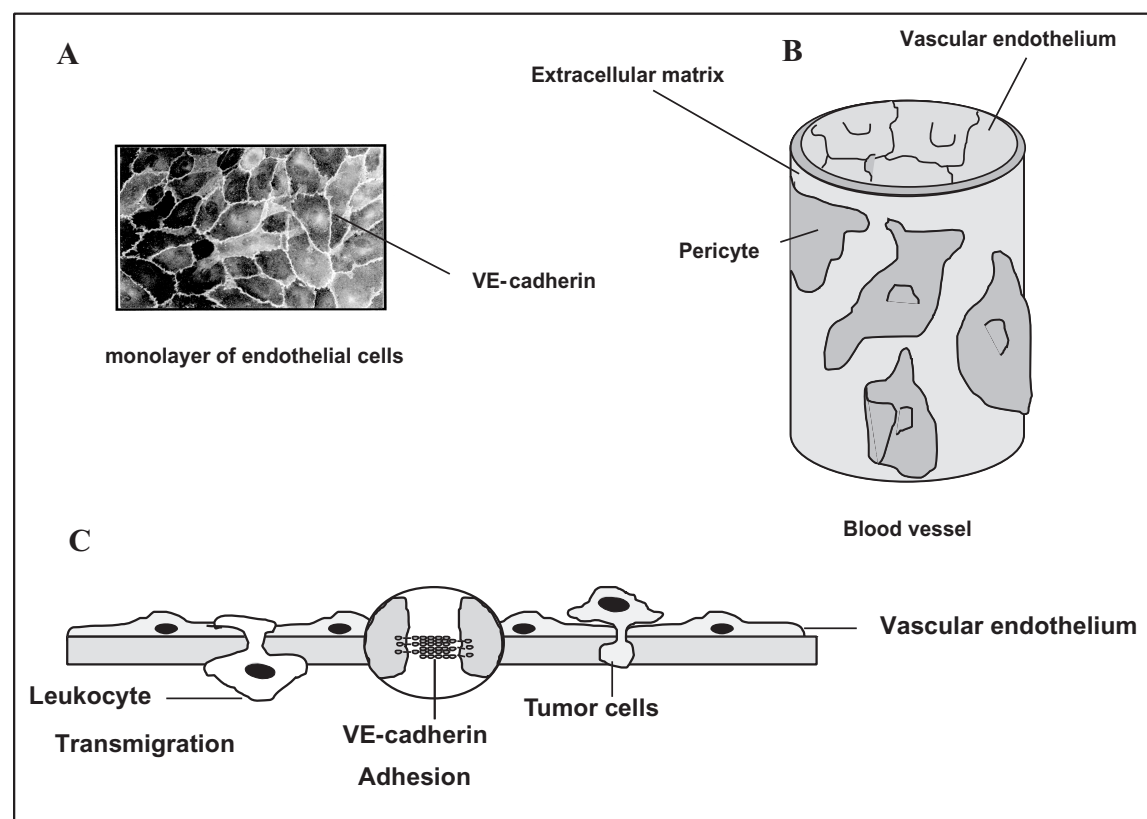 A
B
Vascular endothelium
Extracellular matrix
Pericyte
VE-cadherin
monolayer of endothelial cells
Blood vessel
C
Vascular endothelium
Leukocyte
Tumor cells
Transmigration
VE-cadherin
Adhesion